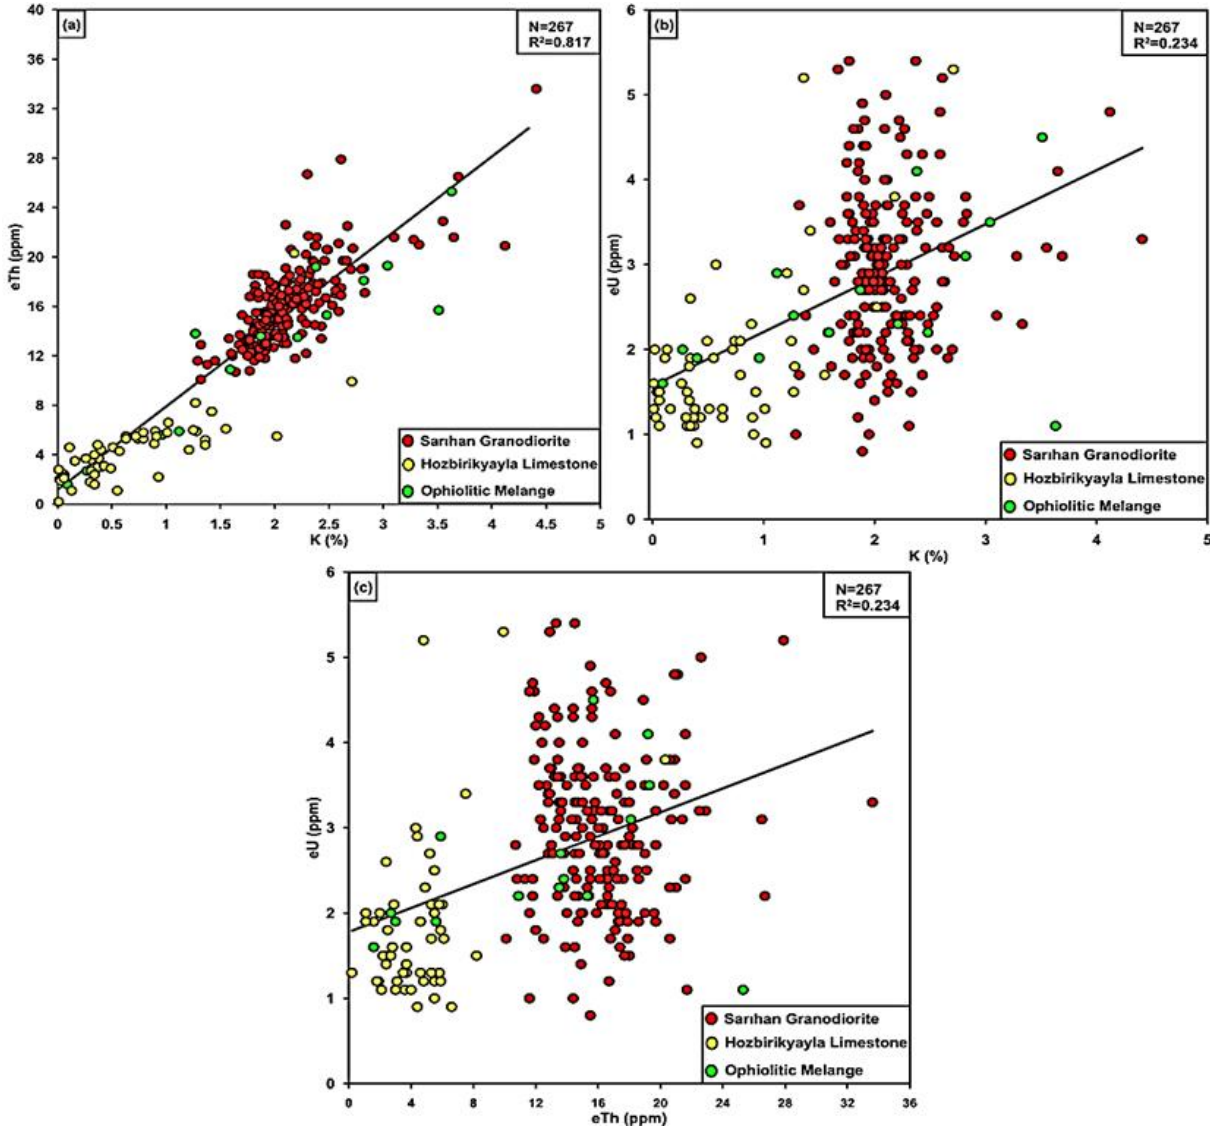 (a)
N=267
R²=0.817
40
36
32
28
24
20
16
12
8
4
0
eTh (ppm)
0
0.5
1
1.5
2
2.5
3
3.5
4
4.5
5
K (%)
Sarıhan Granodiorite
Hozbirikyayla Limestone
Ophiolitic Melange
(b)
N=267
R²=0.234
6
5
4
3
2
1
0
eU (ppm)
0
1
2
3
4
5
K (%)
Sarıhan Granodiorite
Hozbirikyayla Limestone
Ophiolitic Melange
(c)
N=267
R²=0.234
6
5
4
3
2
1
0
eU (ppm)
0
4
8
12
16
20
24
28
32
36
eTh (ppm)
Sarıhan Granodiorite
Hozbirikyayla Limestone
Ophiolitic Melange